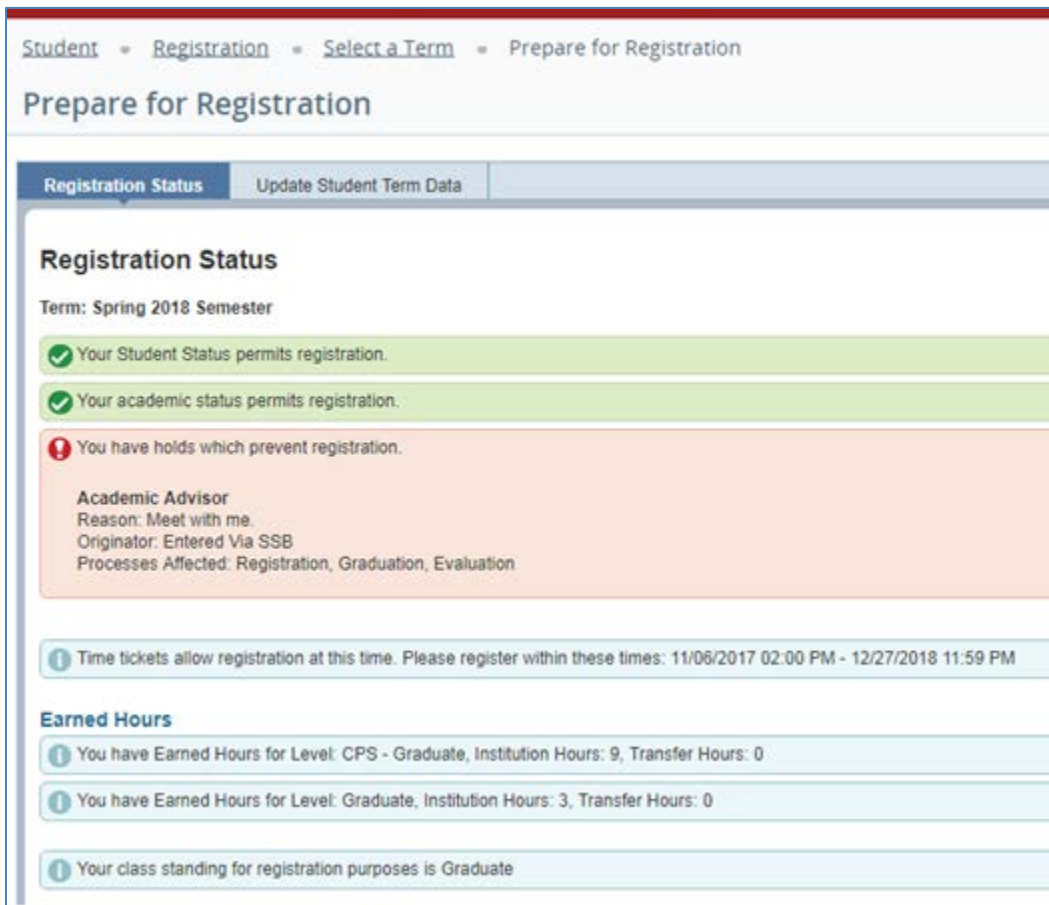 Student Registration Select a Term Prepare for Registration
Prepare for Registration
Registration Status Update Student Term Data
Registration Status
Term: Spring 2018 Semester
Your Student Status permits registration.
Your academic status permits registration.
You have holds which prevent registration.
Academic Advisor
Reason: Meet with me.
Originator: Entered Via SSB
Processes Affected: Registration, Graduation, Evaluation
Time tickets allow registration at this time. Please register within these times: 11/06/2017 02:00 PM - 12/27/2018 11:59 PM
Earned Hours
You have Earned Hours for Level: CPS - Graduate, Institution Hours: 9, Transfer Hours: 0
You have Earned Hours for Level: Graduate, Institution Hours: 3, Transfer Hours: 0
Your class standing for registration purposes is Graduate